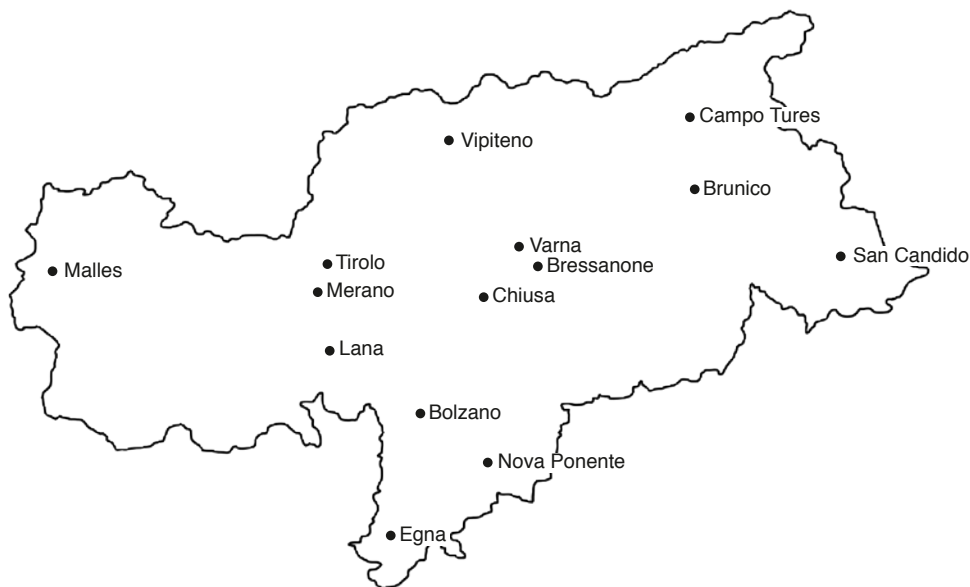 Campo Tures
Vipiteno
Brunico
Varna
San Candido
Tirolo
Bressanone
Malles
Merano
Chiusa
Lana
Bolzano
Nova Ponente
Egna